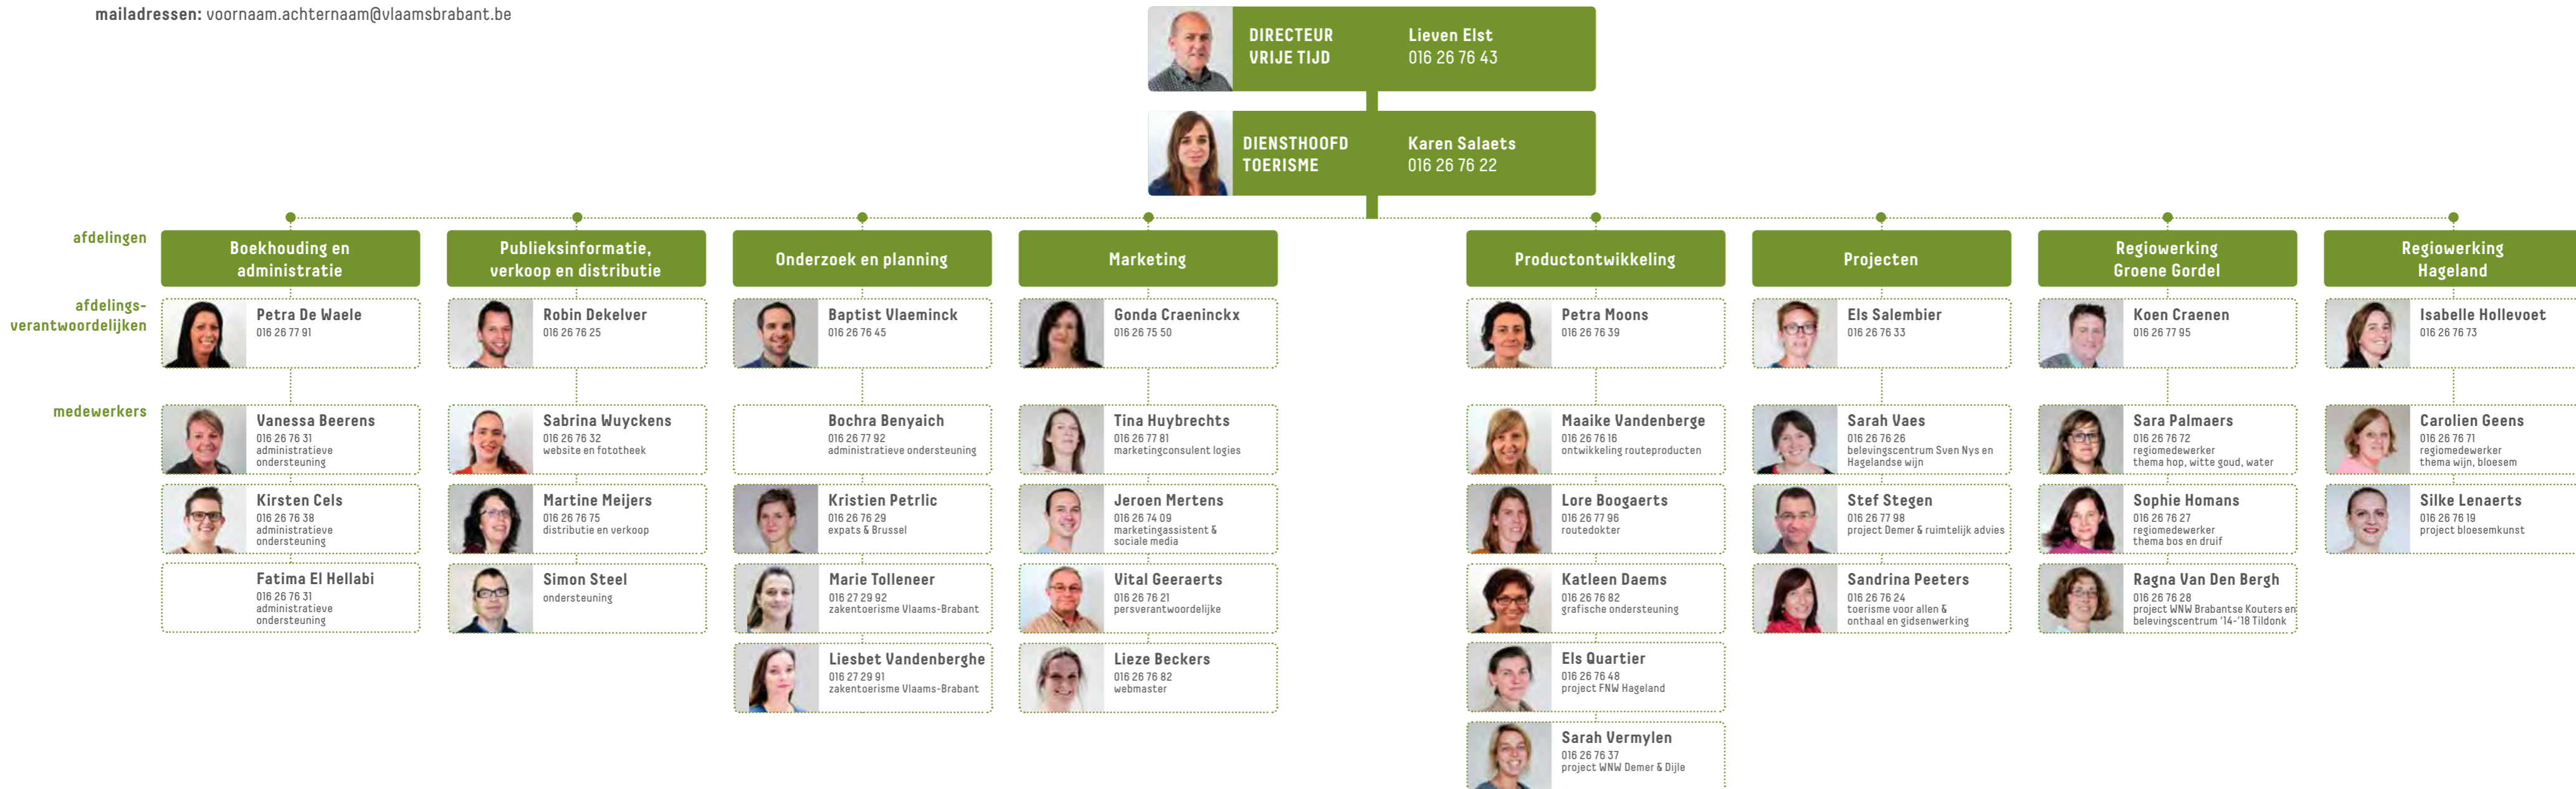 mailadressen: voornaam.achternaam@vlaamsbrabant.be
DIRECTEUR
VRIJE TIJD
Lieven Elst
016 26 76 43
DIENSTHOOFD
TOERISME
Karen Salaets
016 26 76 22
afdelingen
Boekhouding en
administratie
Publieksinformatie,
verkoop en distributie
Onderzoek en planning
Marketing
Productontwikkeling
Projecten
Regiowerking
Groene Gordel
Regiowerking
Hageland
afdelings-
verantwoordelijken
Petra De Waele
016 26 77 91
Robin Dekelver
016 26 76 25
Baptist Vlaeminck
016 26 76 45
Gonda Craeninckx
016 26 75 50
Petra Moons
016 26 76 39
Els Salembier
016 26 76 33
Koen Craenen
016 26 77 95
Isabelle Hollevoet
016 26 76 73
medewerkers
Vanessa Beerens
016 26 76 31
administratieve
ondersteuning
Kirsten Cels
016 26 76 38
administratieve
ondersteuning
Fatima El Hellabi
016 26 76 31
administratieve
ondersteuning
Sabrina Wuyckens
016 26 76 32
website en fototheek
Martine Meijers
016 26 76 75
distributie en verkoop
Simon Steel
ondersteuning
Bochra Benyaich
016 26 77 92
administratieve ondersteuning
Kristien Petrlic
016 26 76 29
expats & Brussel
Marie Tolleneer
016 27 29 92
zakentoerisme Vlaams-Brabant
Liesbet Vandenberghe
016 27 29 91
zakentoerisme Vlaams-Brabant
Tina Huybrechts
016 26 77 81
marketingconsulent logies
Jeroen Mertens
016 26 74 09
marketingassistent &
sociale media
Vital Geeraerts
016 26 76 21
persverantwoordelijke
Lieze Beckers
016 26 76 82
webmaster
Maaike Vandenberge
016 26 76 16
ontwikkeling routeproducten
Lore Boogaerts
016 26 77 96
routedokter
Katleen Daems
016 26 76 82
grafische ondersteuning
Els Quartier
016 26 76 48
project FNW Hageland
Sarah Vermylen
016 26 76 37
project WNW Demer & Dijle
Sarah Vaes
016 26 76 26
belevingscentrum Sven Nys en
Hagelandse wijn
Stef Stegen
016 26 77 98
project Demer & ruimtelijk advies
Sandrina Peeters
016 26 76 24
toerisme voor allen &
onthaal en gidsenwerking
Sara Palmaers
016 26 76 72
regiomedewerker
thema hop, witte goud, water
Sophie Homans
016 26 76 27
regiomedewerker
thema bos en druif
Ragna Van Den Bergh
016 26 76 28
project WNW Brabantse Kouters en
belevingscentrum '14-'18 Tildonk
Carolien Geens
016 26 76 71
regiomedewerker
thema wijn, bloesem
Silke Lenaerts
016 26 76 19
project bloesemkunst